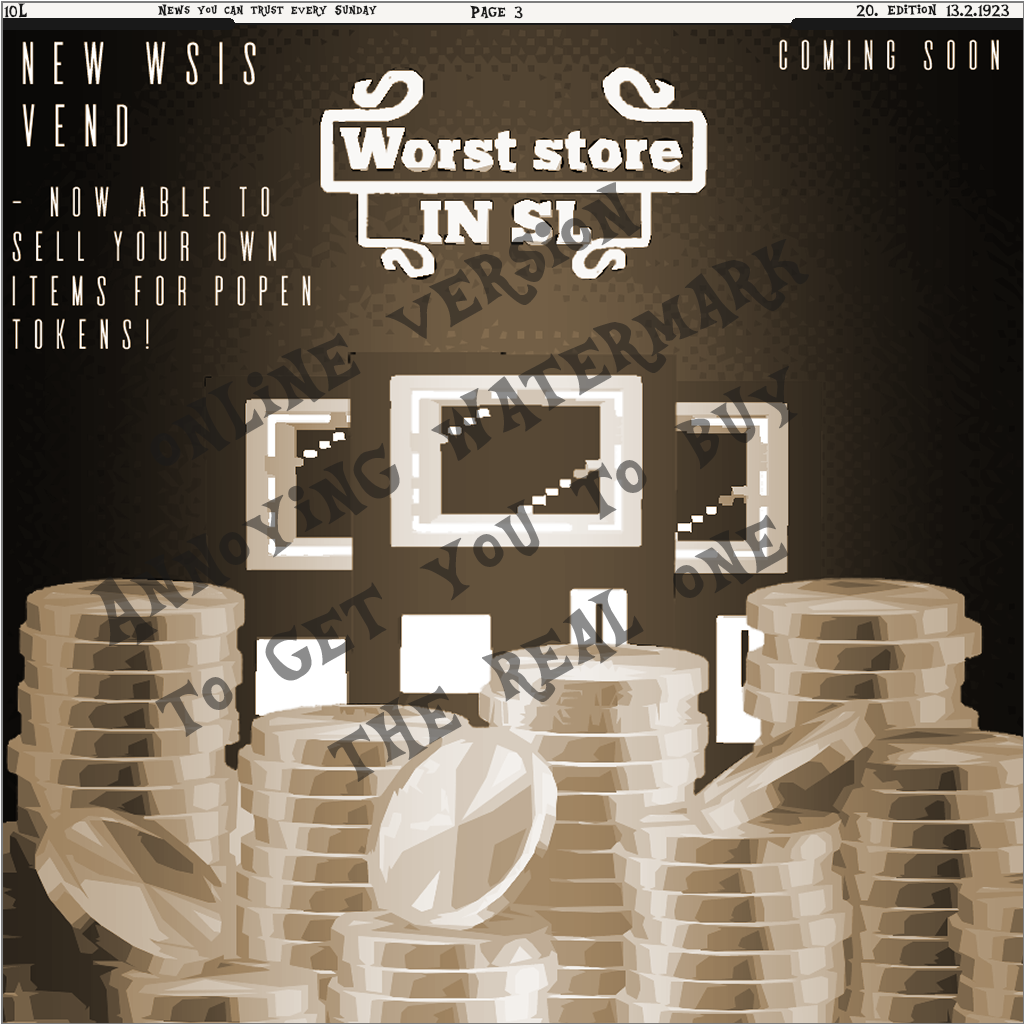 10L
News you can trust every Sunday
Page 3
20. Edition 13.2.1923
NEW WSIS
VEND
COMING SOON
Worst store
IN SL
- NOW ABLE TO
SELL YOUR OWN
ITEMS FOR POPEN
TOKENS!
Online version
Annoying watermark
To get you to buy
the real one